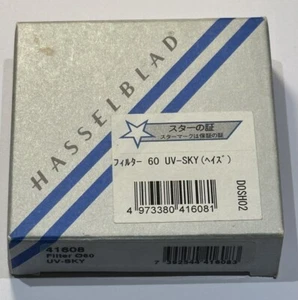 HASSELBLAD
スターの証
スターマークは保証の証
フィルター 60 UV-SKY(ヘイズ)
4 973380 416081
DOSH02
41608
Filter Ø60
UV-SKY